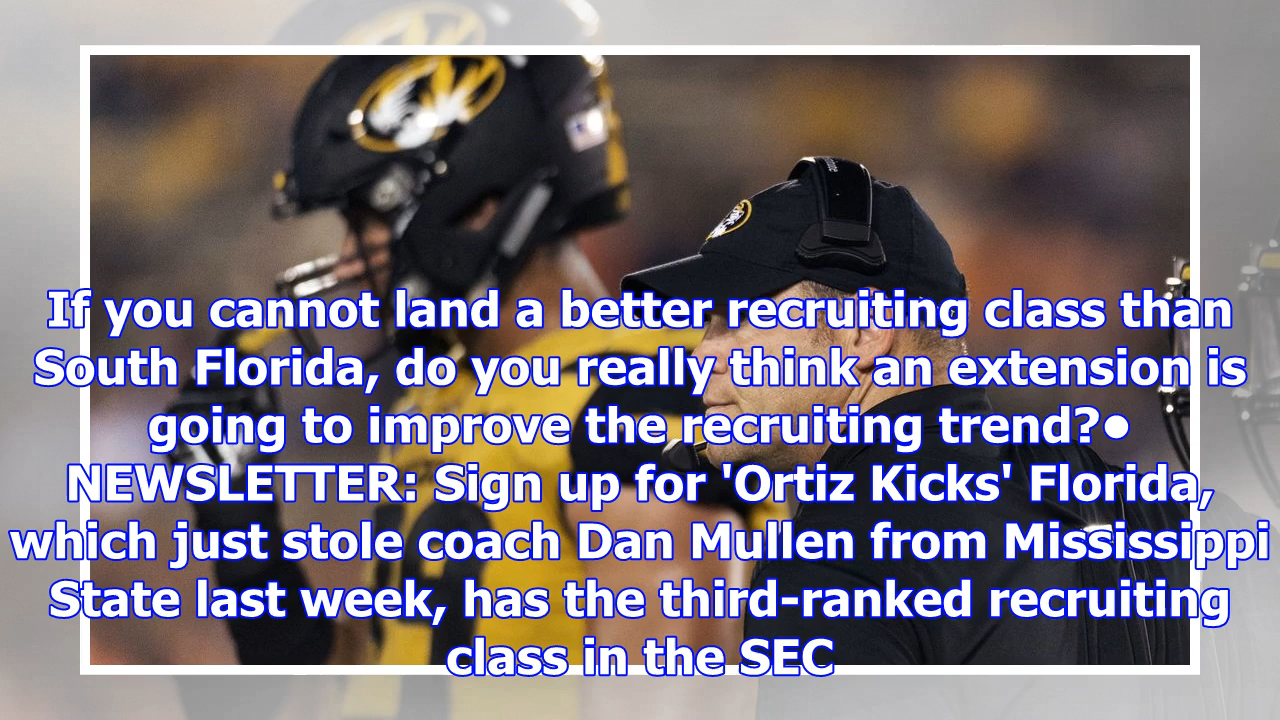 If you cannot land a better recruiting class than
South Florida, do you really think an extension is
going to improve the recruiting trend?●
NEWSLETTER: Sign up for 'Ortiz Kicks' Florida,
which just stole coach Dan Mullen from Mississippi
State last week, has the third-ranked recruiting
class in the SEC